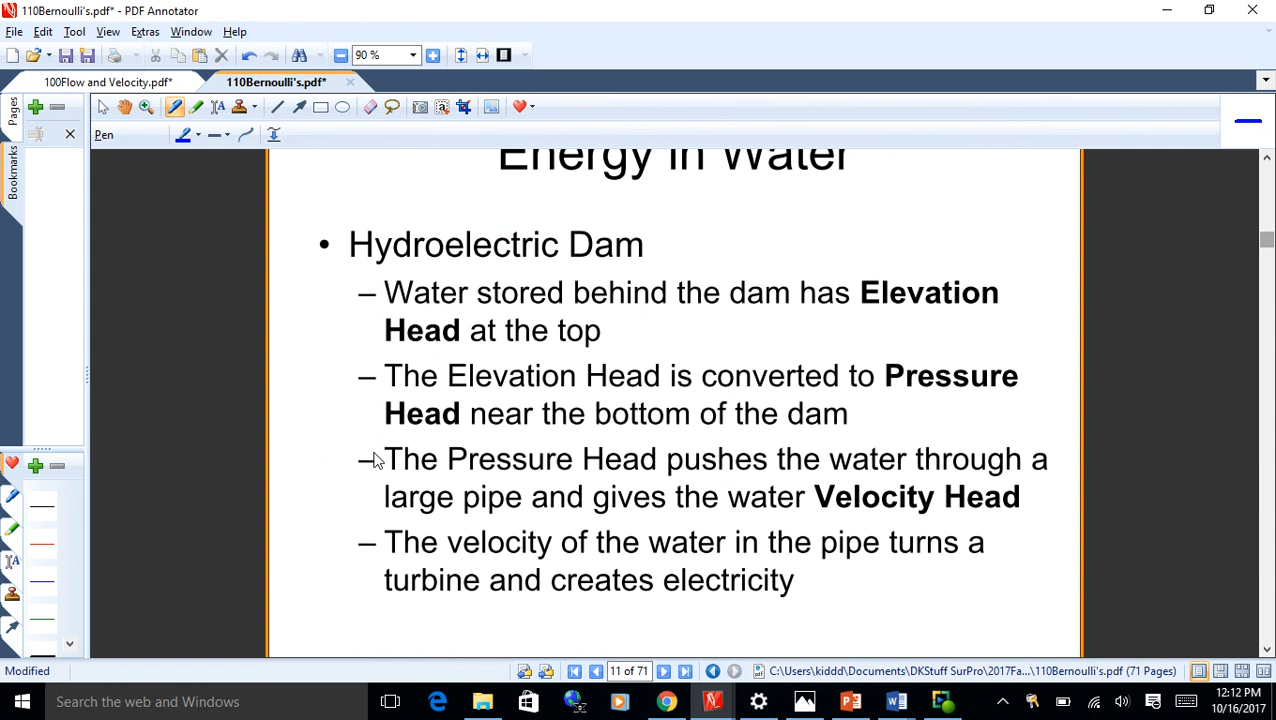 110Bernoulli's.pdf* - PDF Annotator
File Edit Tool View Extras Window Help
90 %
100Flow and Velocity.pdf*
110Bernoulli's.pdf*
Pages
Bookmarks
Pen
Energy in Water
• Hydroelectric Dam
– Water stored behind the dam has Elevation
Head at the top
– The Elevation Head is converted to Pressure
Head near the bottom of the dam
– The Pressure Head pushes the water through a
large pipe and gives the water Velocity Head
– The velocity of the water in the pipe turns a
turbine and creates electricity
Modified
11 of 71
C:\Users\kiddd\Documents\DKStuff SurPro\2017Fa...\110Bernoulli's.pdf (71 Pages)
Search the web and Windows
12:12 PM
10/16/2017